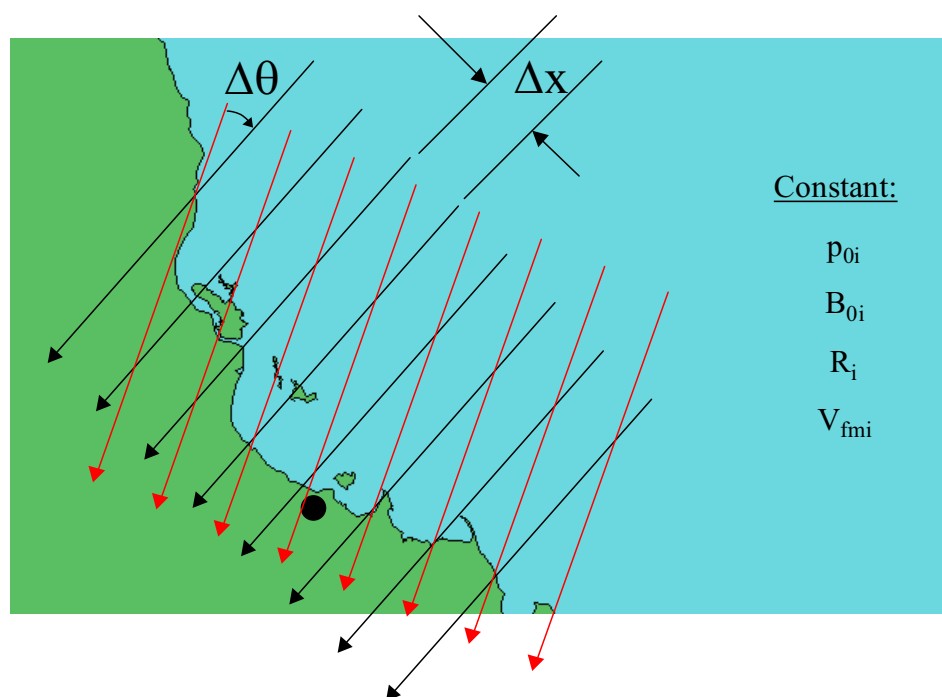 Δθ
Δx
Constant:
p0i
B0i
Ri
Vfmi